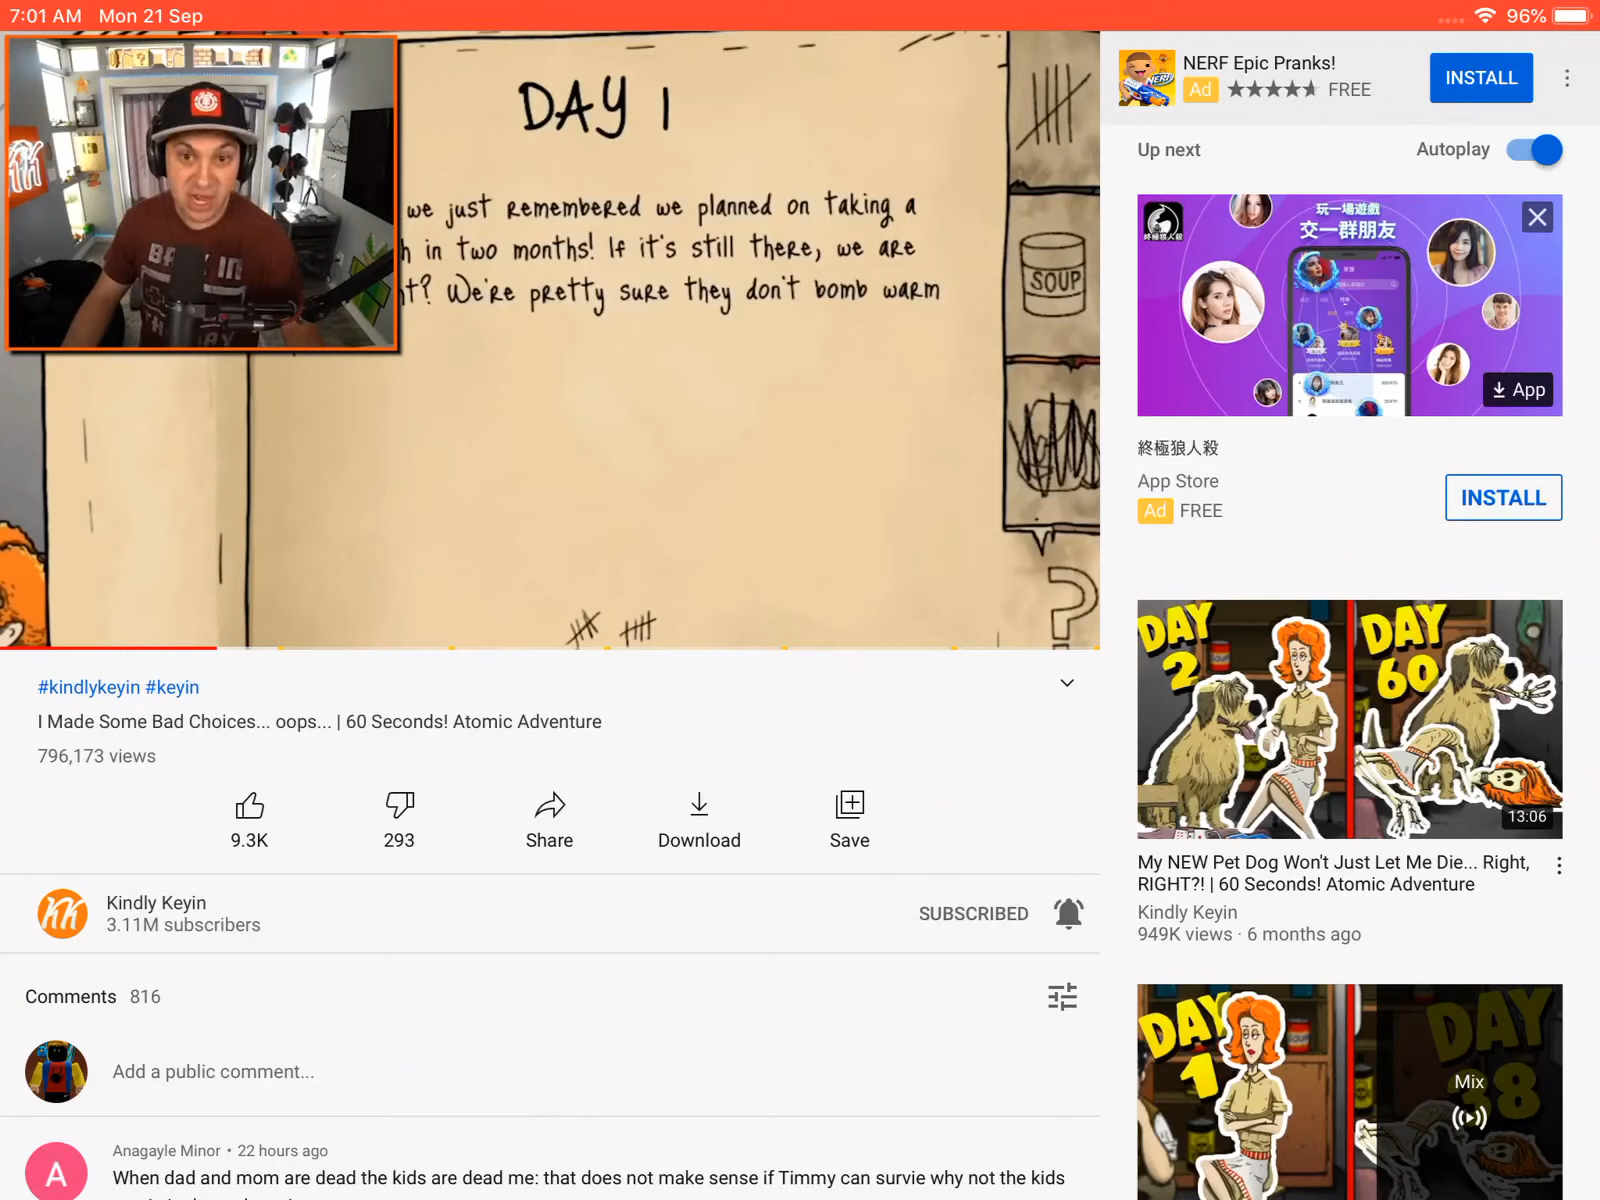 7:01 AM Mon 21 Sep
96%
DAY 1
we just remembered we planned on taking a
h in two months! If it's still there, we are
t? We're pretty sure they don't bomb warm
SOUP
#kindlykeyin #keyin
I Made Some Bad Choices... oops... | 60 Seconds! Atomic Adventure
796,173 views
9.3K
293
Share
Download
Save
Kindly Keyin
3.11M subscribers
SUBSCRIBED
Comments 816
Add a public comment...
A
Anagayle Minor • 22 hours ago
When dad and mom are dead the kids are dead me: that does not make sense if Timmy can survie why not the kids
NERF Epic Pranks!
Ad FREE
INSTALL
Up next
Autoplay
玩一場遊戲
交一群朋友
終極狼人殺
App
終極狼人殺
App Store
Ad FREE
INSTALL
DAY 2
DAY 60
13:06
My NEW Pet Dog Won't Just Let Me Die... Right,
RIGHT?! | 60 Seconds! Atomic Adventure
Kindly Keyin
949K views · 6 months ago
DAY 1
DAY 38
Mix